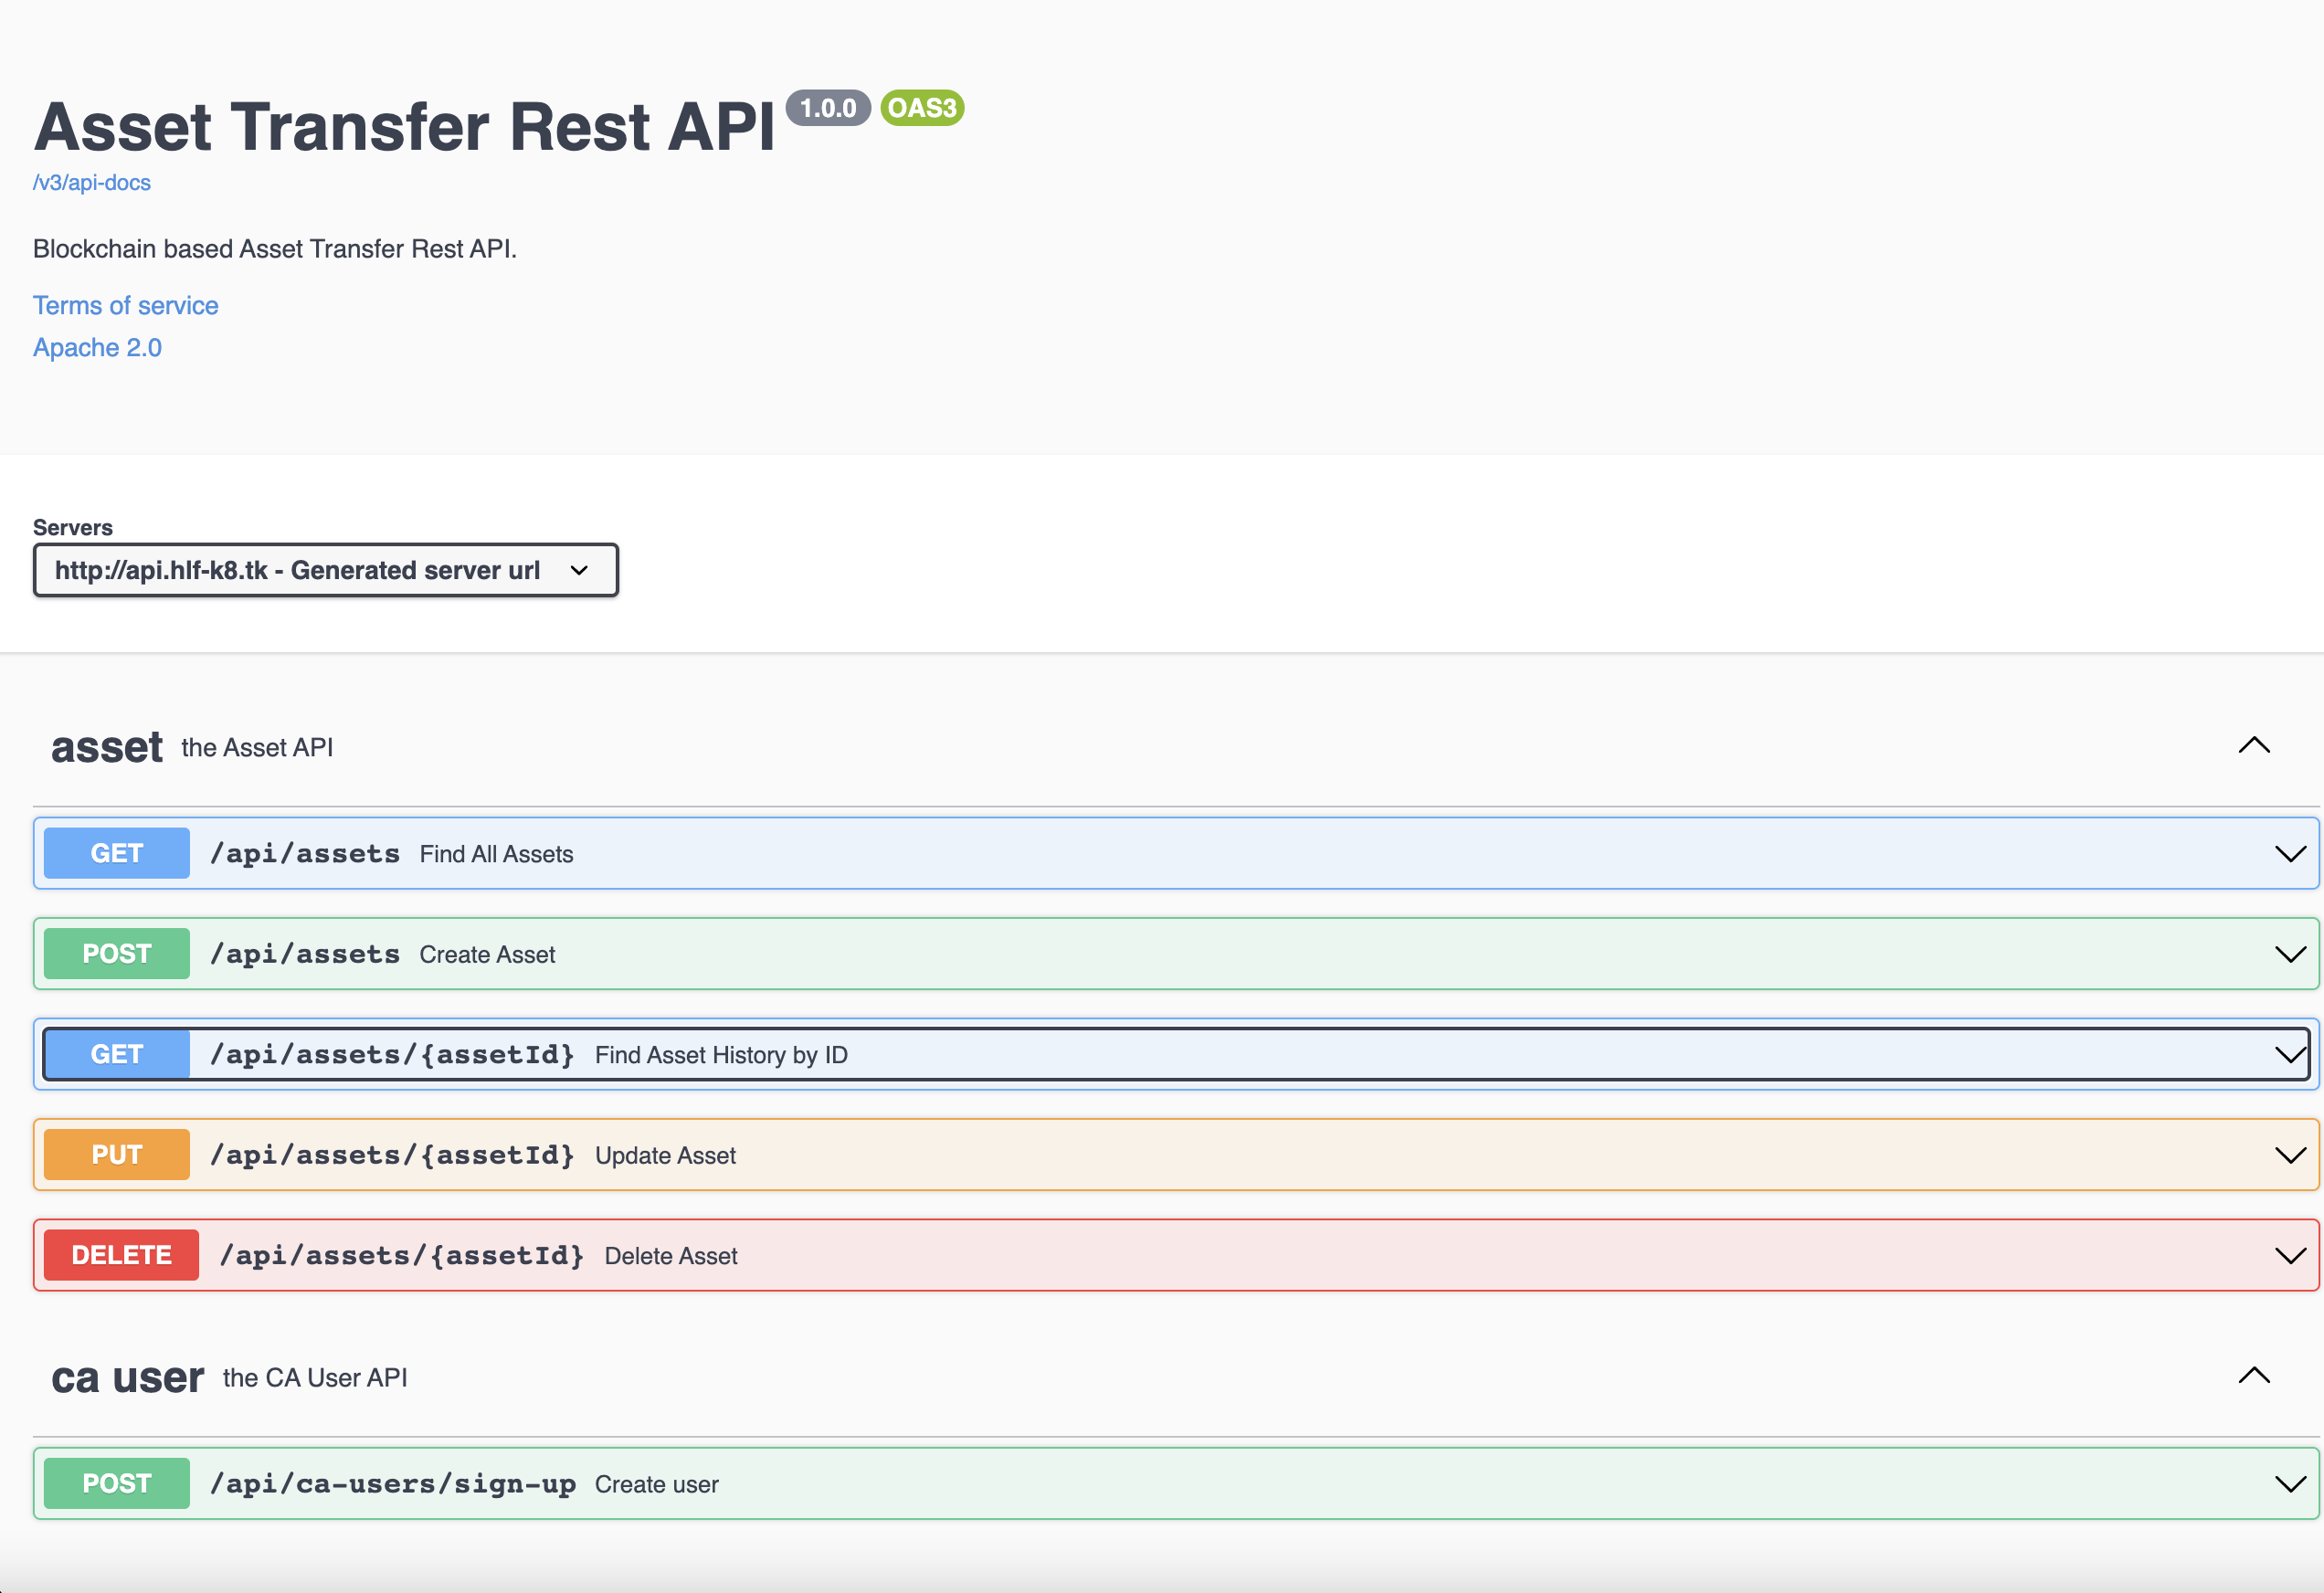 Asset Transfer Rest API 1.0.0 OAS3
/v3/api-docs
Blockchain based Asset Transfer Rest API.
Terms of service
Apache 2.0
Servers
http://api.hlf-k8.tk - Generated server url
asset the Asset API
GET /api/assets Find All Assets
POST /api/assets Create Asset
GET /api/assets/{assetId} Find Asset History by ID
PUT /api/assets/{assetId} Update Asset
DELETE /api/assets/{assetId} Delete Asset
ca user the CA User API
POST /api/ca-users/sign-up Create user